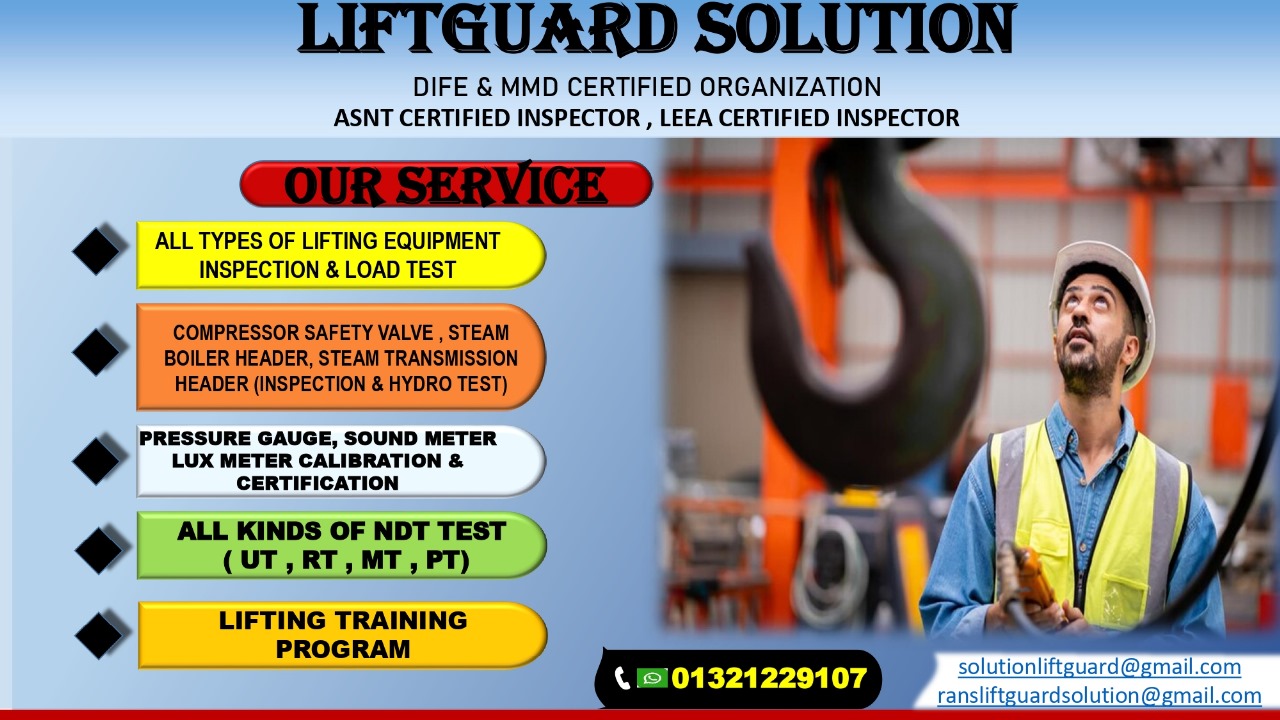 LIFTGUARD SOLUTION
DIFE & MMD CERTIFIED ORGANIZATION
ASNT CERTIFIED INSPECTOR , LEEA CERTIFIED INSPECTOR
OUR SERVICE
ALL TYPES OF LIFTING EQUIPMENT
INSPECTION & LOAD TEST
COMPRESSOR SAFETY VALVE , STEAM
BOILER HEADER, STEAM TRANSMISSION
HEADER (INSPECTION & HYDRO TEST)
PRESSURE GAUGE, SOUND METER
LUX METER CALIBRATION &
CERTIFICATION
ALL KINDS OF NDT TEST
( UT , RT , MT , PT)
LIFTING TRAINING
PROGRAM
01321229107
solutionliftguard@gmail.com
ransliftguardsolution@gmail.com